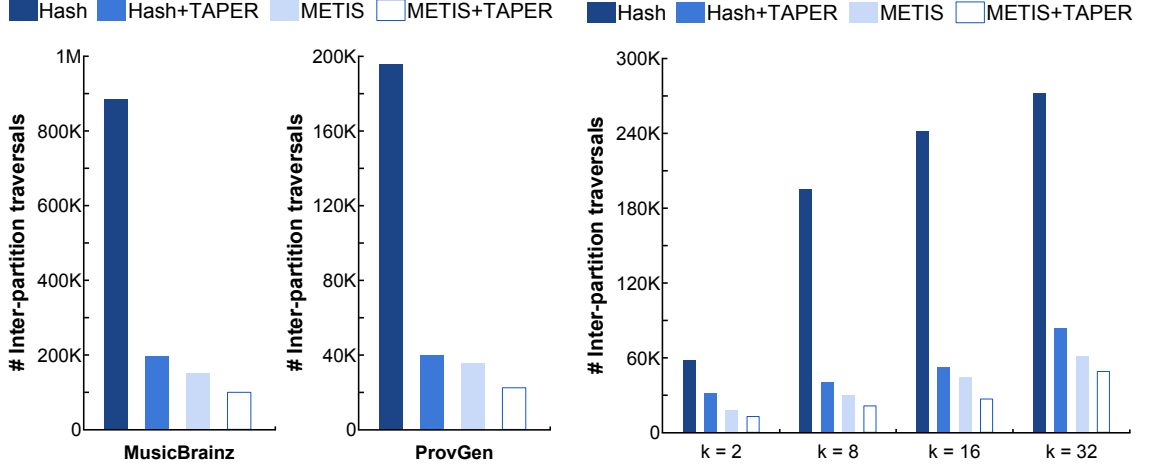 Hash Hash+TAPER METIS METIS+TAPER
# Inter-partition traversals
1M
800K
600K
400K
200K
0
MusicBrainz
# Inter-partition traversals
200K
160K
120K
80K
40K
0
ProvGen
Hash Hash+TAPER METIS METIS+TAPER
# Inter-partition traversals
300K
240K
180K
120K
60K
0
k = 2 k = 8 k = 16 k = 32